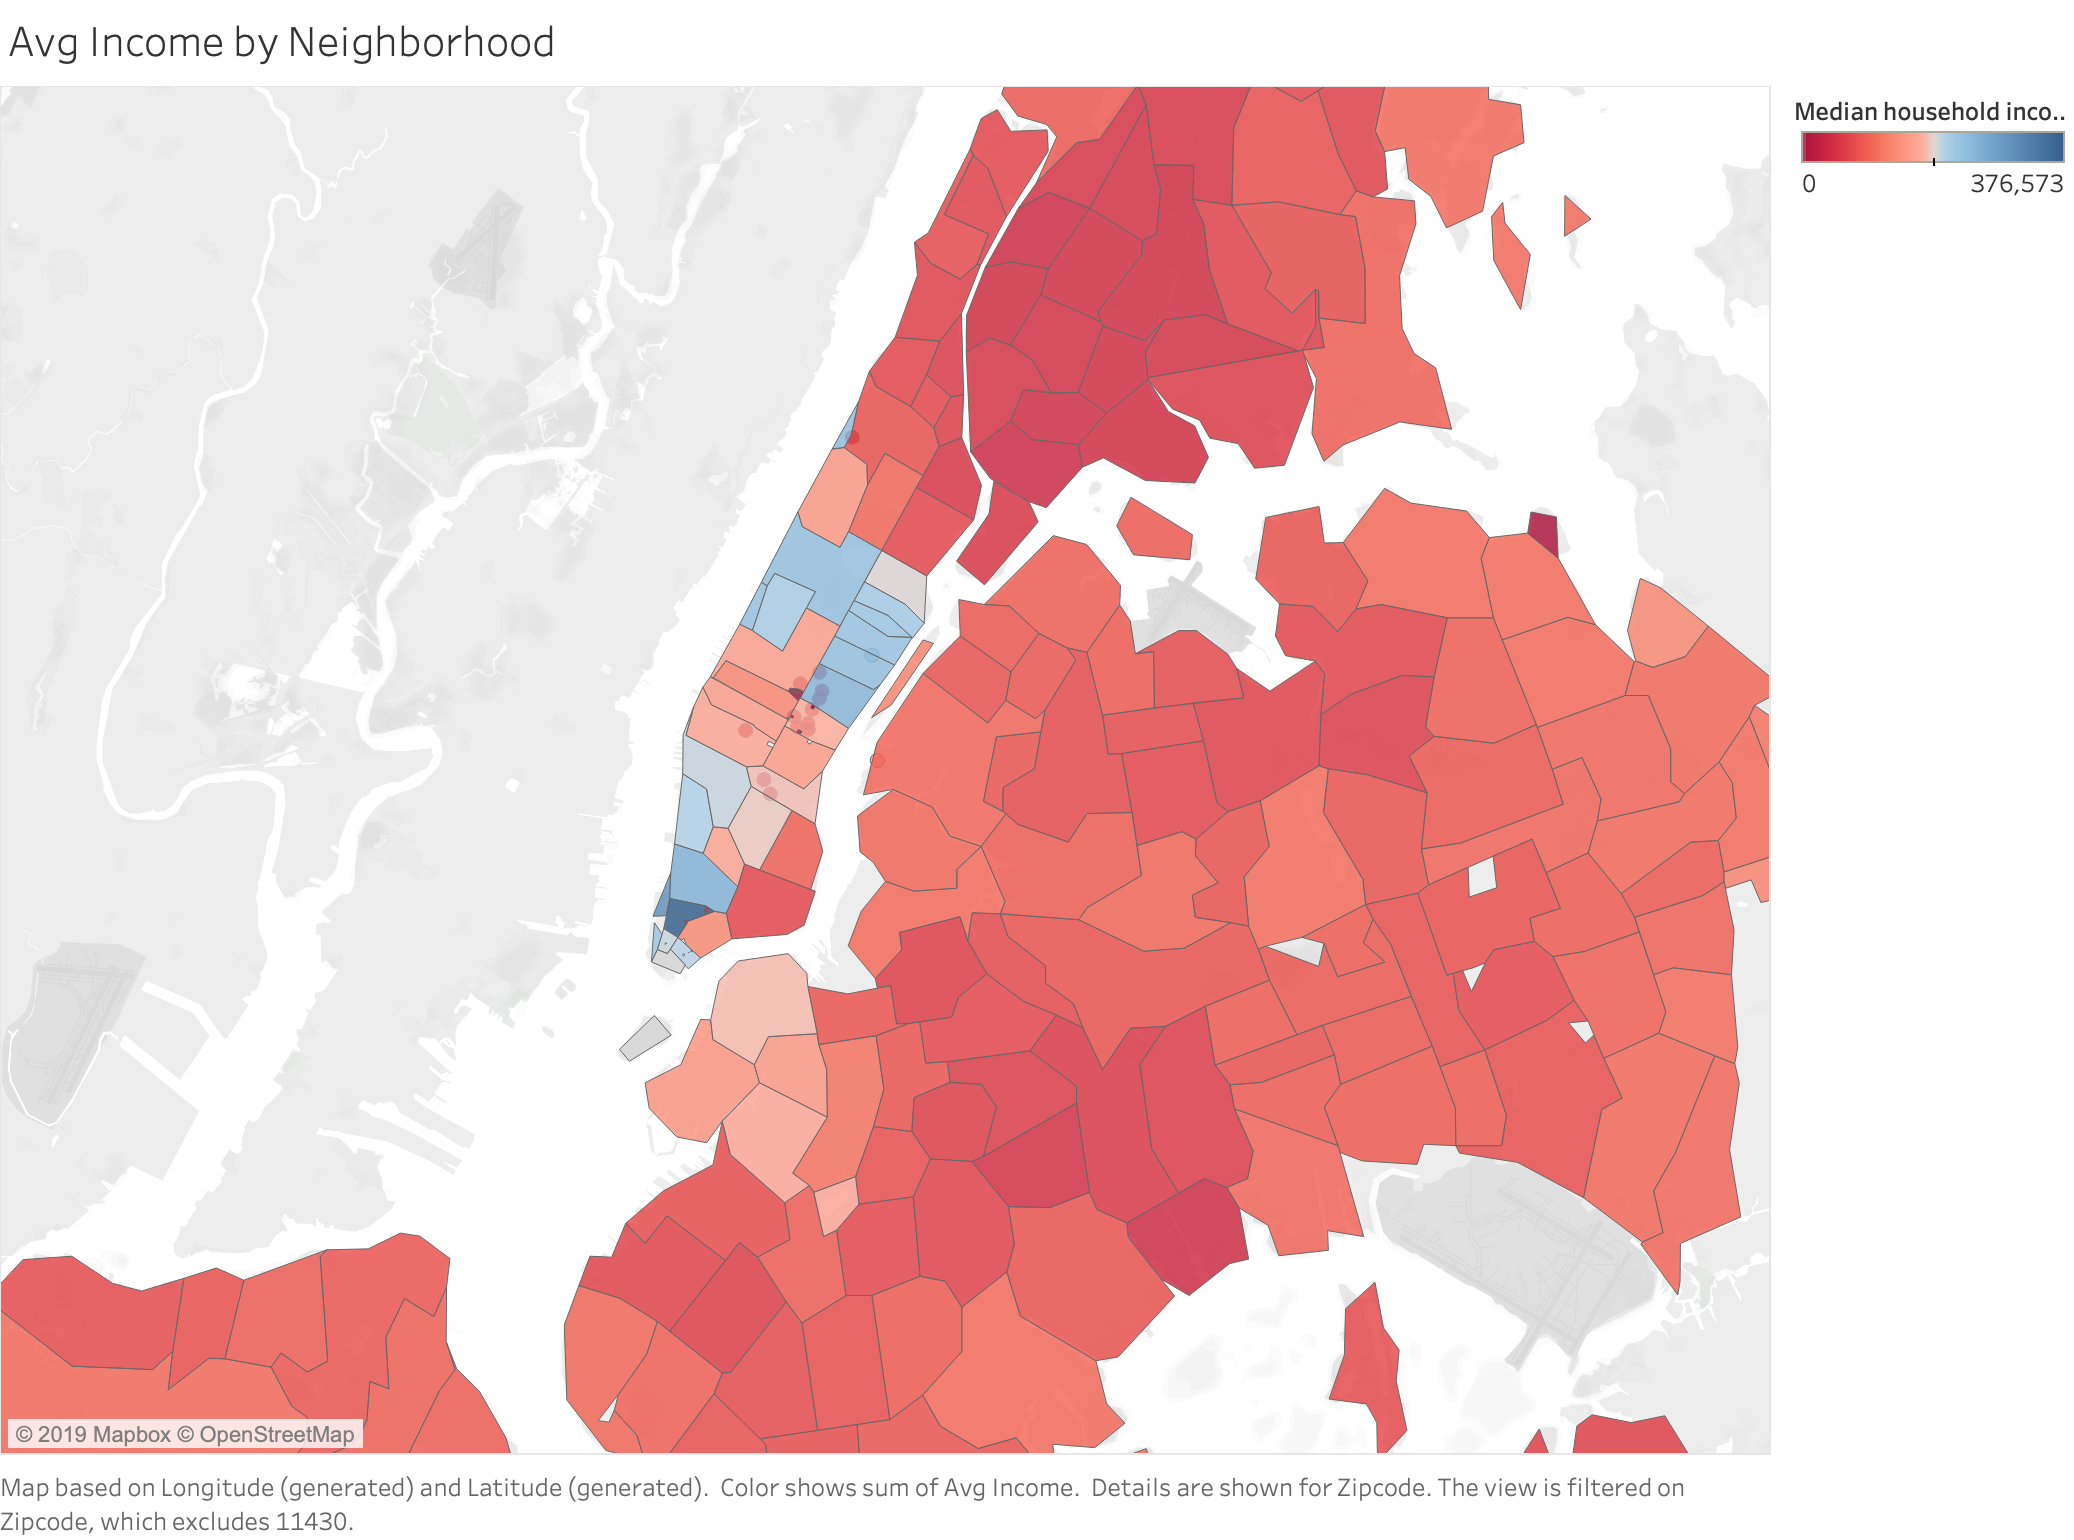 Avg Income by Neighborhood
Median household inco..
0 376,573
© 2019 Mapbox © OpenStreetMap
Map based on Longitude (generated) and Latitude (generated).  Color shows sum of Avg Income.  Details are shown for Zipcode. The view is filtered on
Zipcode, which excludes 11430.